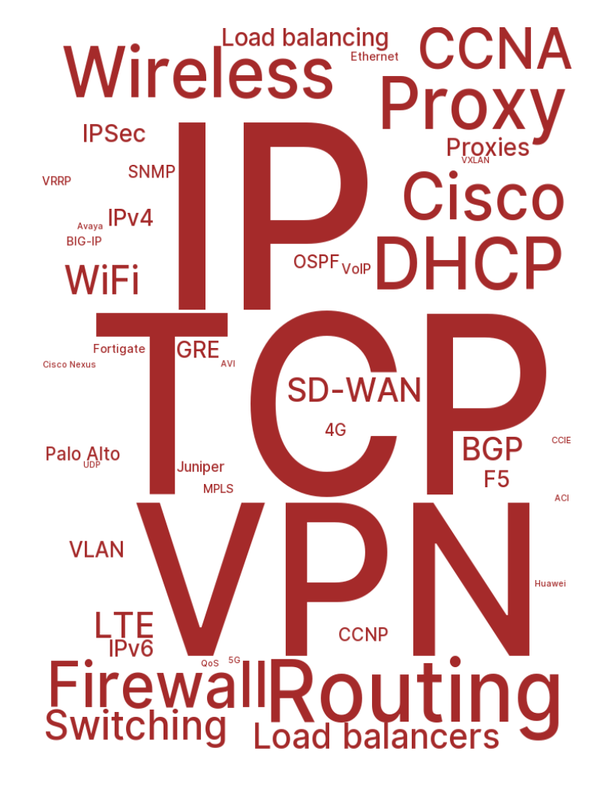 Load balancing
CCNA
Wireless
Ethernet
Proxy
IPSec
IP
Proxies
VXLAN
SNMP
VRRP
Cisco
IPv4
Avaya
BIG-IP
DHCP
OSPF
VoIP
WiFi
TCP
Fortigate
GRE
Cisco Nexus
AVI
SD-WAN
4G
BGP
CCIE
Palo Alto
UDP
Juniper
F5
MPLS
ACI
VPN
VLAN
Huawei
LTE
CCNP
IPv6
QoS
5G
Firewall
Routing
Switching
Load balancers